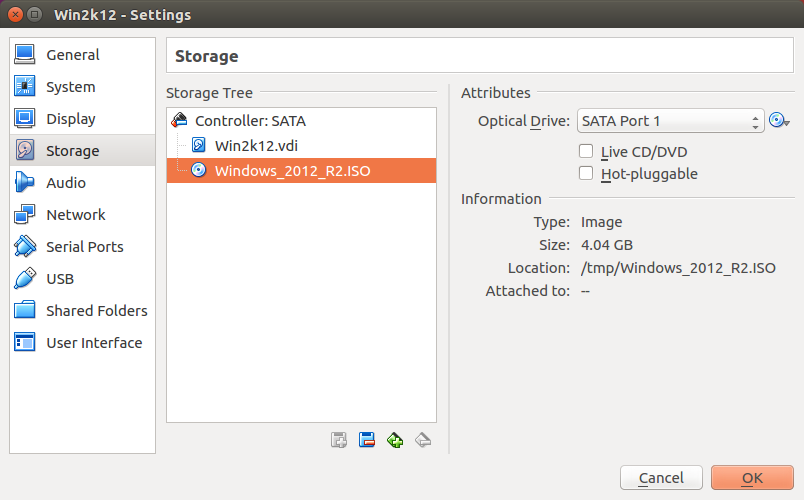 Win2k12 - Settings
General
System
Display
Storage
Audio
Network
Serial Ports
USB
Shared Folders
User Interface
Storage
Storage Tree
Controller: SATA
Win2k12.vdi
Windows_2012_R2.ISO
Attributes
Optical Drive: SATA Port 1
Live CD/DVD
Hot-pluggable
Information
Type: Image
Size: 4.04 GB
Location: /tmp/Windows_2012_R2.ISO
Attached to: --
Cancel
OK